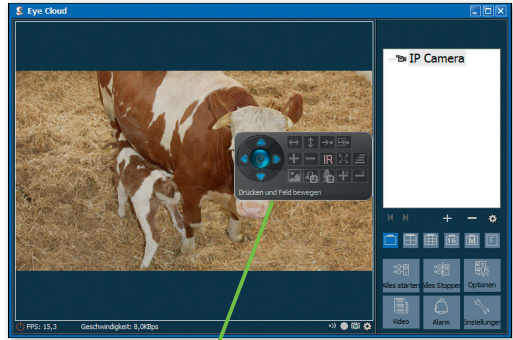 Eye Cloud
IP Camera
IR
Drücken und Feld bewegen
16
M
F
Alles starten
Alles Stoppen
Optionen
Video
Alarm
Einstellungen
FPS: 15,3
Geschwindigkeit: 8,0KBps